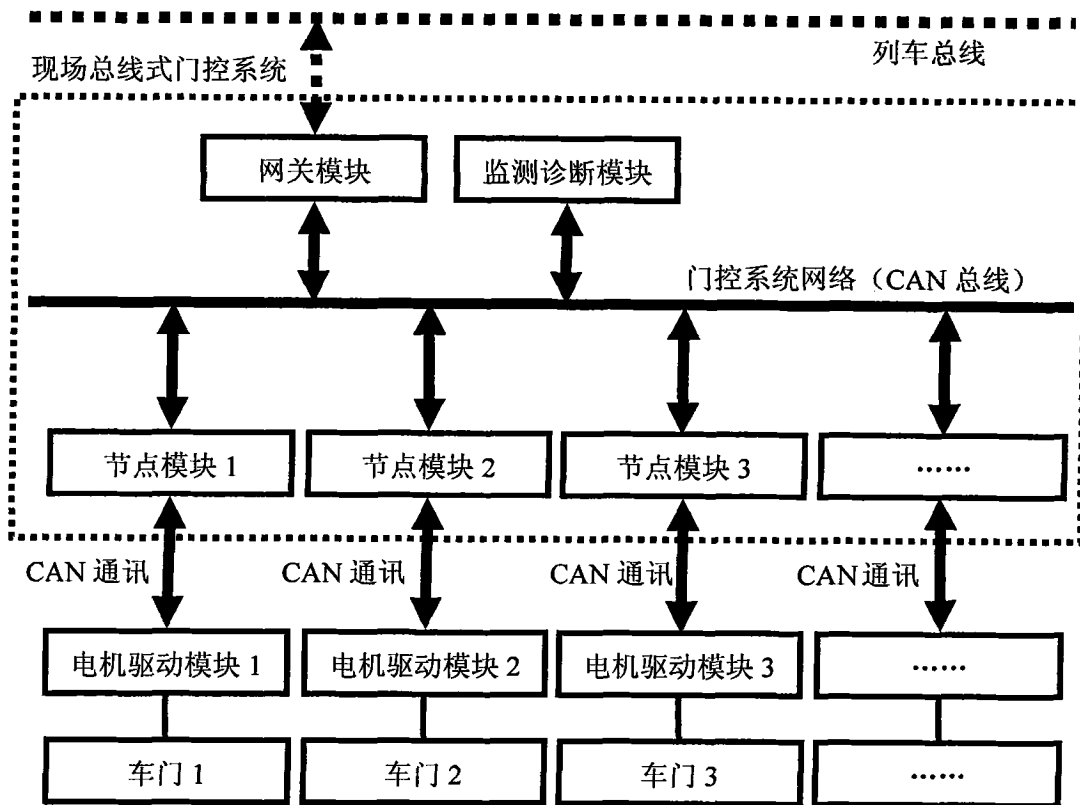 列车总线
现场总线式门控系统
网关模块
监测诊断模块
门控系统网络（CAN 总线）
节点模块 1
节点模块 2
节点模块 3
……
CAN 通讯
CAN 通讯
CAN 通讯
CAN 通讯
电机驱动模块 1
电机驱动模块 2
电机驱动模块 3
……
车门 1
车门 2
车门 3
……